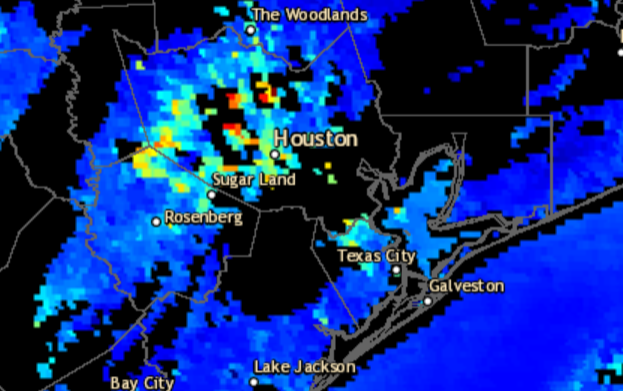 The Woodlands
Houston
Sugar Land
Rosenberg
Texas City
Galveston
Lake Jackson
Bay City